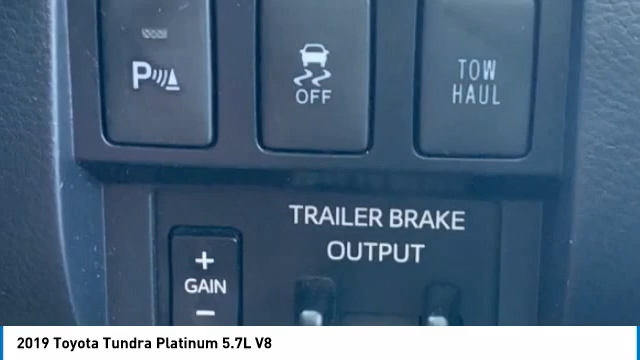 P
OFF
TOW
HAUL
TRAILER BRAKE
OUTPUT
+
GAIN
-
2019 Toyota Tundra Platinum 5.7L V8